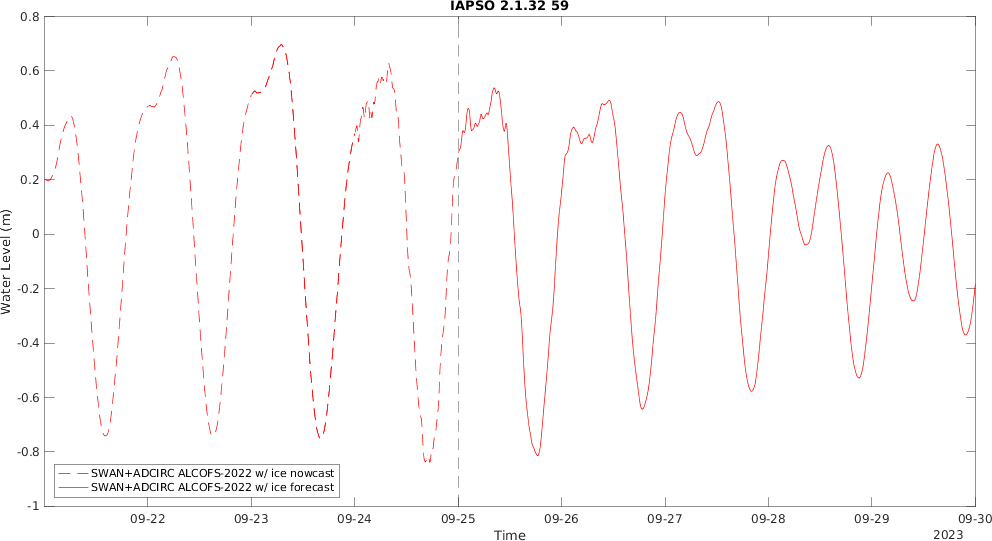 IAPSO 2.1.32 59
0.8
0.6
0.4
0.2
0
-0.2
-0.4
-0.6
-0.8
-1
Water Level (m)
SWAN+ADCIRC ALCOFS-2022 w/ ice nowcast
SWAN+ADCIRC ALCOFS-2022 w/ ice forecast
09-22 09-23 09-24 09-25 09-26 09-27 09-28 09-29 09-30
Time
2023